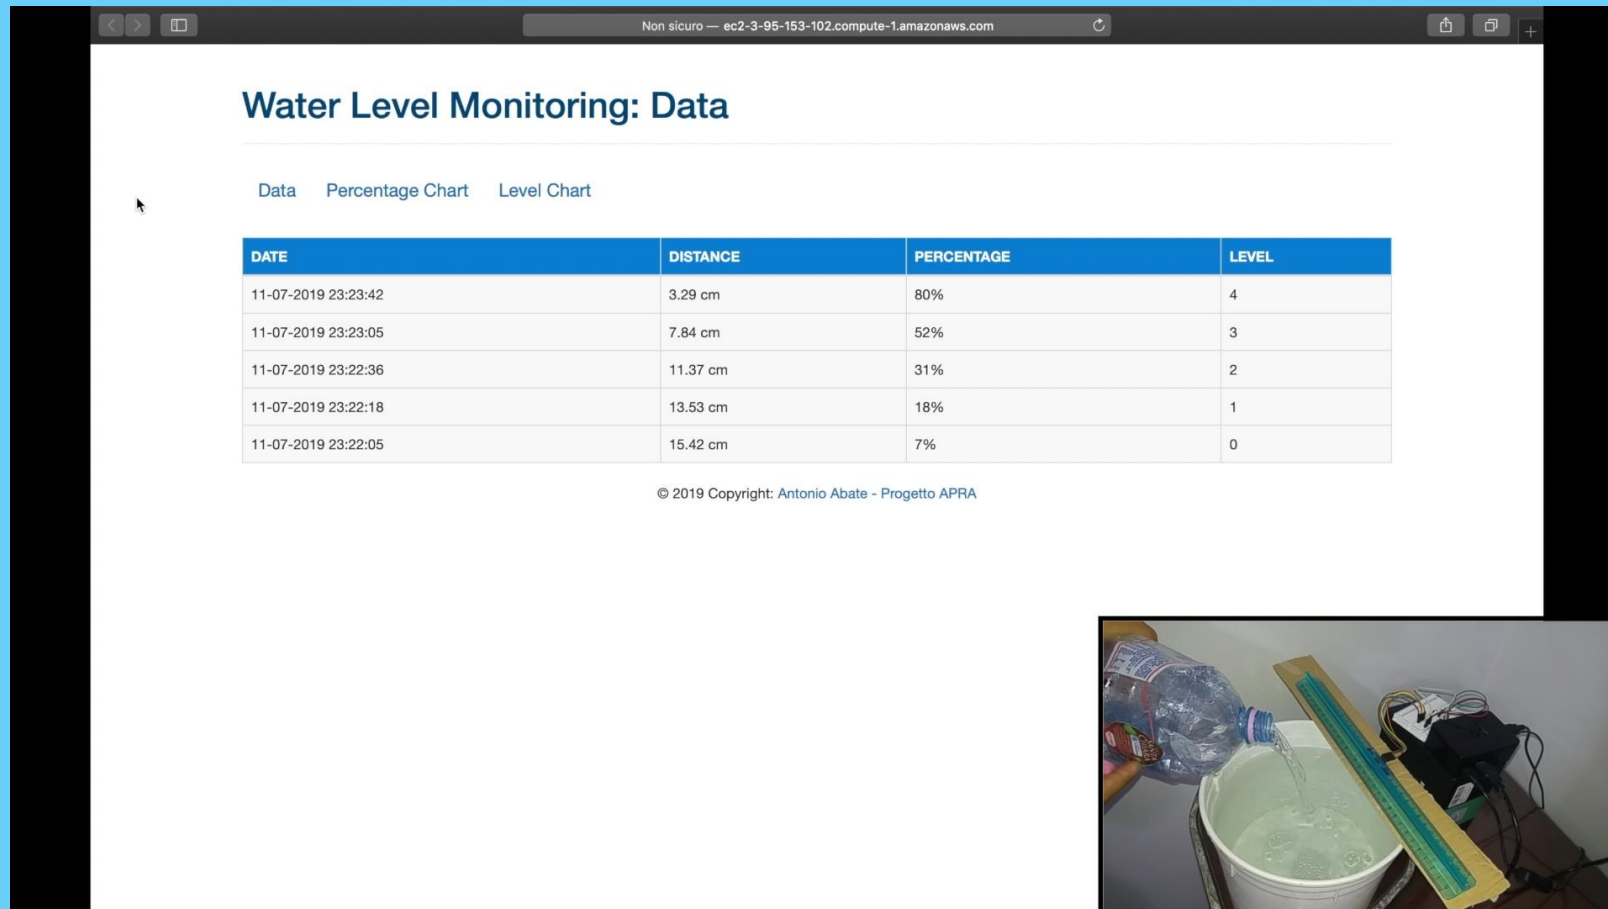 Non sicuro — ec2-3-95-153-102.compute-1.amazonaws.com
Water Level Monitoring: Data
Data Percentage Chart Level Chart
DATE DISTANCE PERCENTAGE LEVEL
11-07-2019 23:23:42 3.29 cm 80% 4
11-07-2019 23:23:05 7.84 cm 52% 3
11-07-2019 23:22:36 11.37 cm 31% 2
11-07-2019 23:22:18 13.53 cm 18% 1
11-07-2019 23:22:05 15.42 cm 7% 0
© 2019 Copyright: Antonio Abate - Progetto APRA